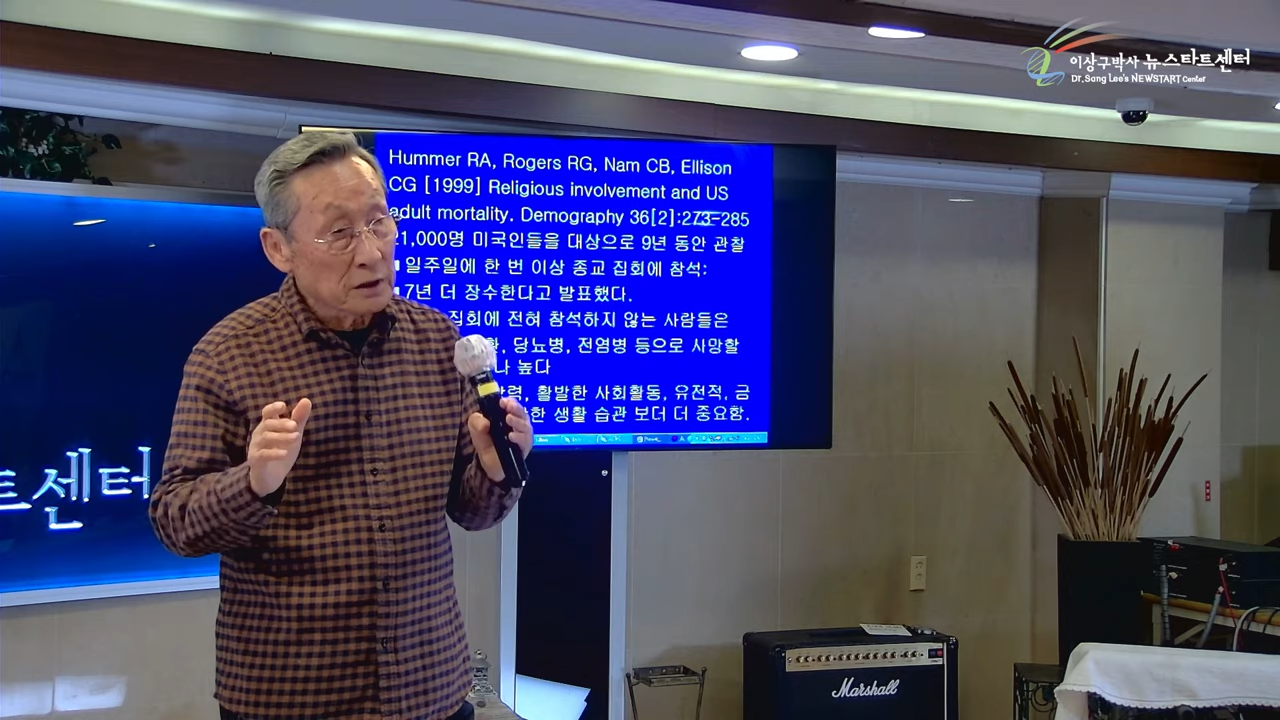 이상구박사 뉴스타트센터
Dr. Sang Lee's NEWSTART Center
Hummer RA, Rogers RG, Nam CB, Ellison
CG [1999] Religious involvement and US
adult mortality. Demography 36[2]:273-285
21,000명 미국인들을 대상으로 9년 동안 관찰
일주일에 한 번 이상 종교 집회에 참석:
7년 더 장수한다고 발표했다.
집회에 전혀 참석하지 않는 사람들은
당뇨병, 전염병 등으로 사망할
높다
활발한 사회활동, 유전적, 금
생활 습관 보더 더 중요함.
트센터
Marshall